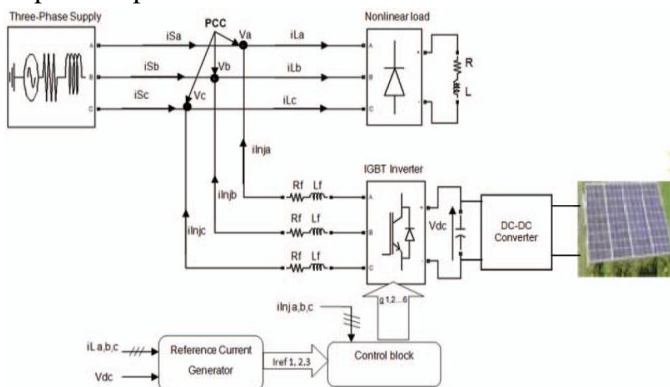 Three-Phase Supply
PCC
Nonlinear load
A
iSa
Va
iLa
A
+
B
iSb
Vb
iLb
B
R
L
C
iSc
Vc
iLc
C
-
iInja
IGBT Inverter
iInjb
Rf Lf
A
+
iInjc
Rf Lf
B
Vdc
DC-DC
Converter
Rf Lf
C
-
g 1,2...6
iInj a,b,c
iL a,b,c
Reference Current
Generator
Iref 1, 2,3
Control block
Vdc